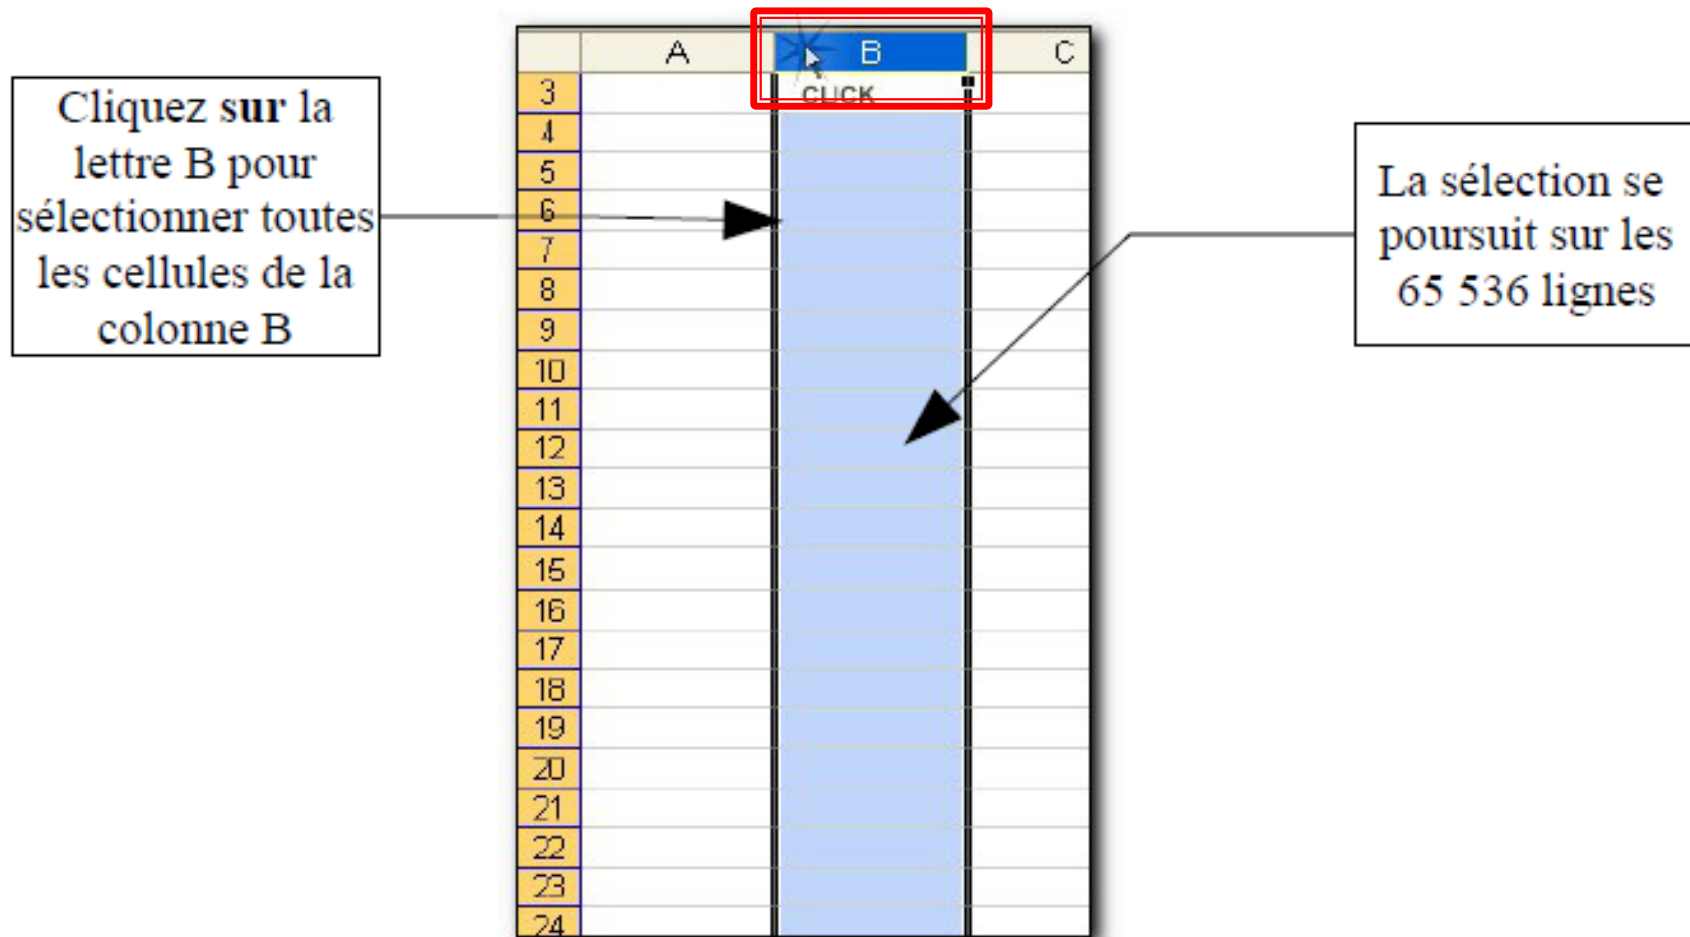 A B C
CLICK
3
4
5
6
7
8
9
10
11
12
13
14
15
16
17
18
19
20
21
22
23
24
Cliquez sur la
lettre B pour
sélectionner toutes
les cellules de la
colonne B
La sélection se
poursuit sur les
65 536 lignes